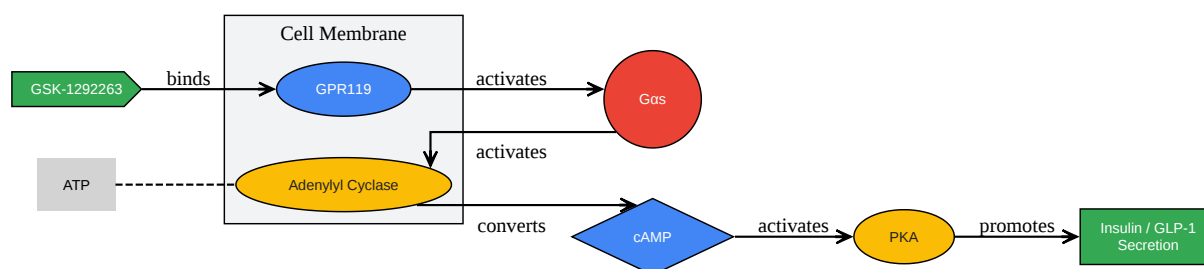 Cell Membrane
GSK-1292263
binds
GPR119
activates
Gαs
activates
ATP
Adenylyl Cyclase
converts
cAMP
activates
PKA
promotes
Insulin / GLP-1
Secretion